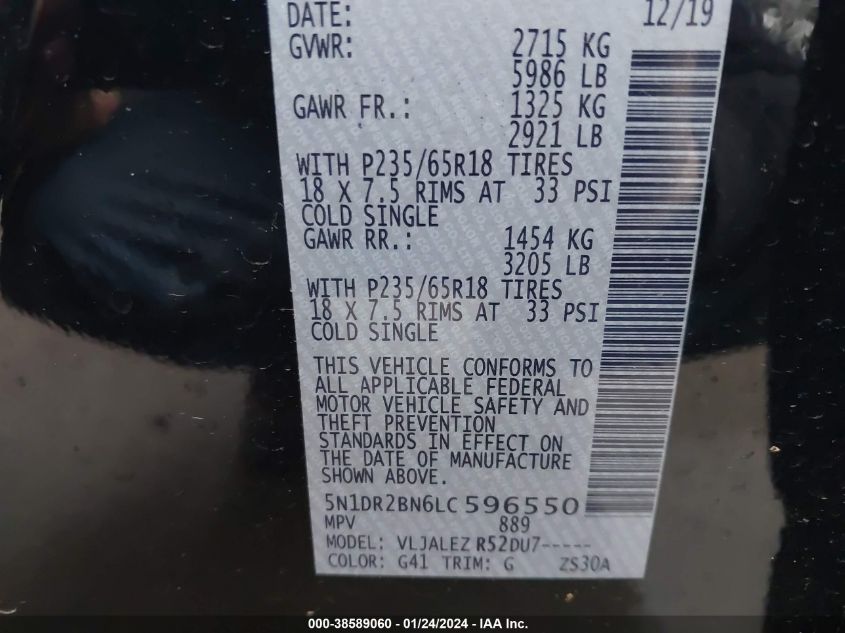 DATE: 12/19
GVWR: 2715 KG
5986 LB
GAWR FR.: 1325 KG
2921 LB
WITH P235/65R18 TIRES
18 X 7.5 RIMS AT 33 PSI
COLD SINGLE
GAWR RR.: 1454 KG
3205 LB
WITH P235/65R18 TIRES
18 X 7.5 RIMS AT 33 PSI
COLD SINGLE
THIS VEHICLE CONFORMS TO
ALL APPLICABLE FEDERAL
MOTOR VEHICLE SAFETY AND
THEFT PREVENTION
STANDARDS IN EFFECT ON
THE DATE OF MANUFACTURE
SHOWN ABOVE.
5N1DR2BN6LC596550
MPV 889
MODEL: VLJALEZ R52DU7-----
COLOR: G41 TRIM: G ZS30A
000-38589060 - 01/24/2024 - IAA Inc.